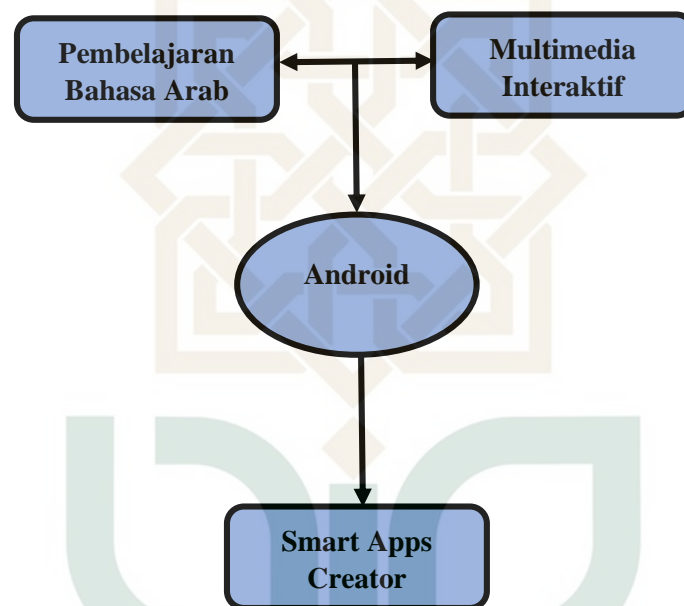 Pembelajaran
Bahasa Arab
Multimedia
Interaktif
Android
Smart Apps
Creator